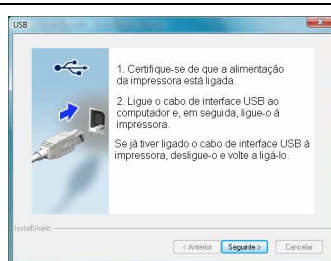 USB
1. Certifique-se de que a alimentação
da impressora está ligada.
2. Ligue o cabo de interface USB ao
computador e, em seguida, ligue-o à
impressora.
Se já tiver ligado o cabo de interface USB à
impressora, desligue-o e volte a ligá-lo.
InstallShield
< Anterior Seguinte > Cancelar